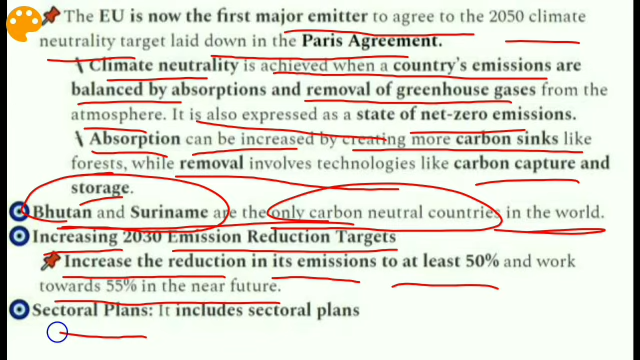 The EU is now the first major emitter to agree to the 2050 climate
neutrality target laid down in the Paris Agreement.
\ Climate neutrality is achieved when a country's emissions are
balanced by absorptions and removal of greenhouse gases from the
atmosphere. It is also expressed as a state of net-zero emissions.
\ Absorption can be increased by creating more carbon sinks like
forests, while removal involves technologies like carbon capture and
storage.
Bhutan and Suriname are the only carbon neutral countries in the world.
Increasing 2030 Emission Reduction Targets
Increase the reduction in its emissions to at least 50% and work
towards 55% in the near future.
Sectoral Plans: It includes sectoral plans